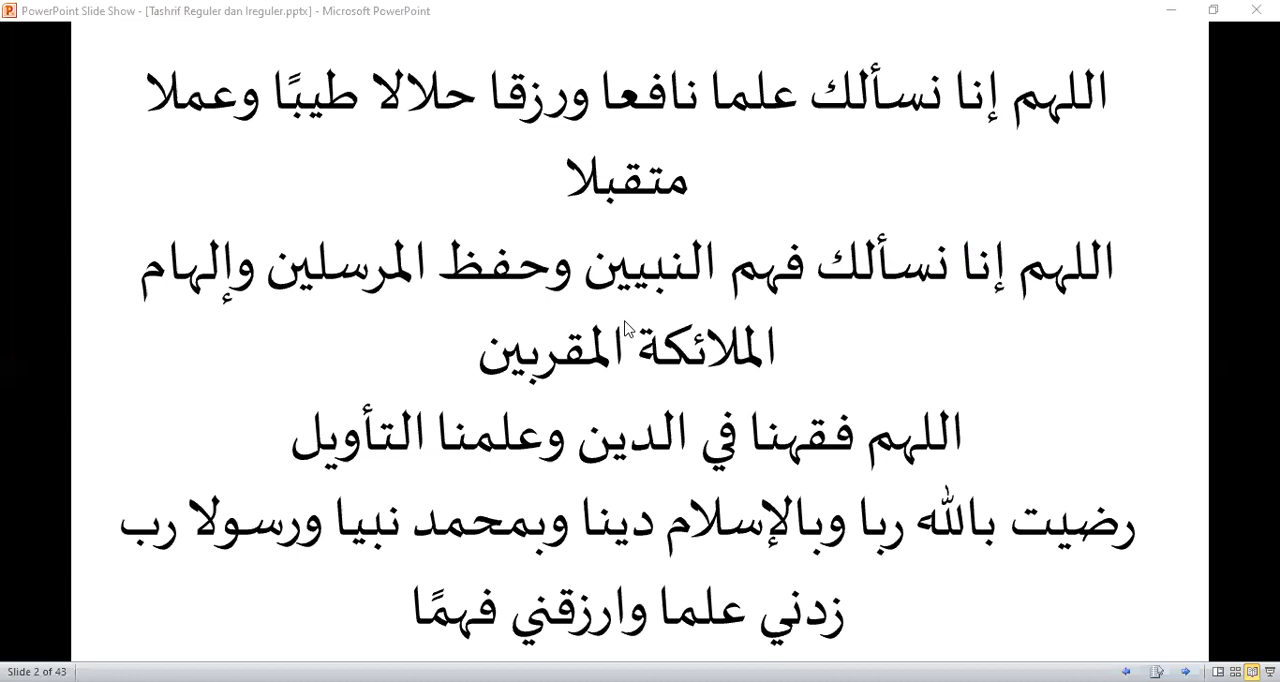 PowerPoint Slide Show - [Tashrif Reguler dan Ireguler.pptx] - Microsoft PowerPoint
اللهم إنا نسألك علما نافعا ورزقا حلالا طيبًا وعملا
متقبلا
اللهم إنا نسألك فهم النبيين وحفظ المرسلين وإلهام
الملائكة المقربين
اللهم فقهنا في الدين وعلمنا التأويل
رضيت بالله ربا وبالإسلام دينا وبمحمد نبيا ورسولا رب
زدني علما وارزقني فهمًا
Slide 2 of 43